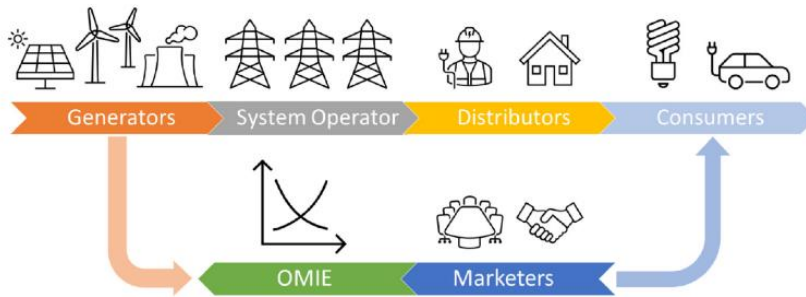 Generators
System Operator
Distributors
Consumers
OMIE
Marketers